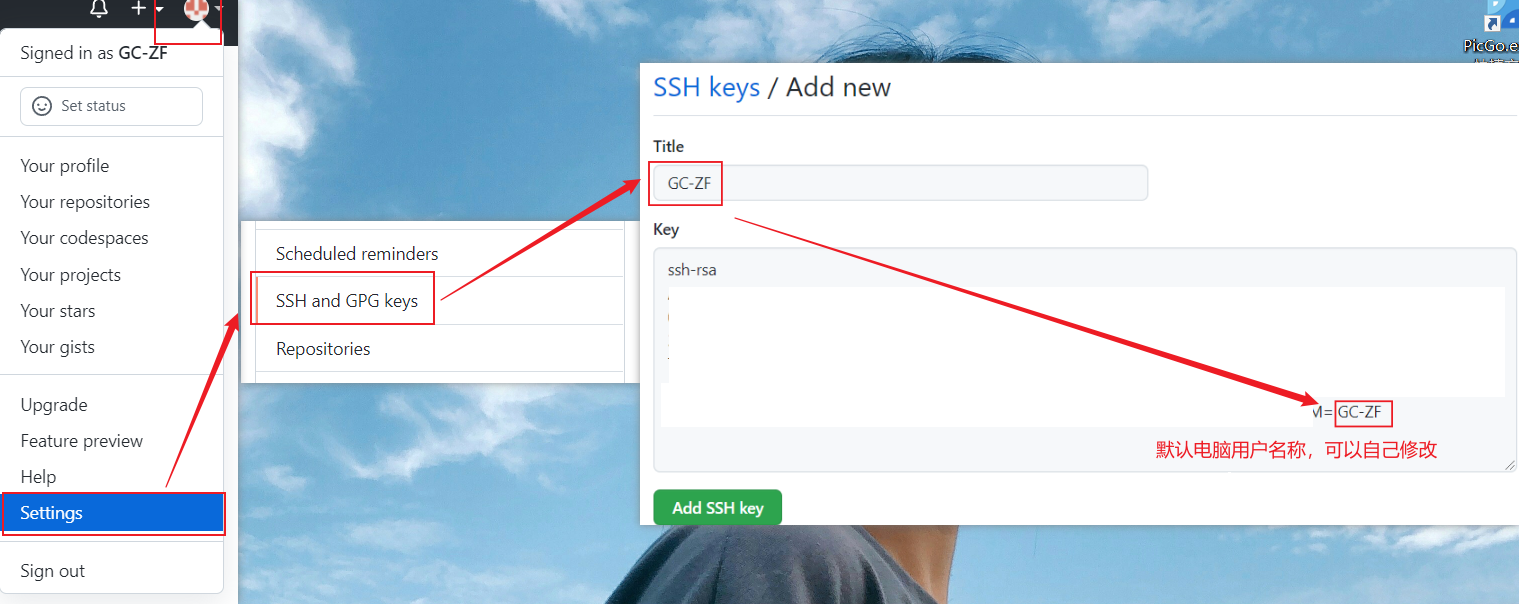 Signed in as GC-ZF
Set status
Your profile
Your repositories
Your codespaces
Your projects
Your stars
Your gists
Upgrade
Feature preview
Help
Settings
Sign out
Scheduled reminders
SSH and GPG keys
Repositories
SSH keys / Add new
Title
GC-ZF
Key
ssh-rsa
M= GC-ZF
默认电脑用户名称，可以自己修改
Add SSH key
PicGo.e